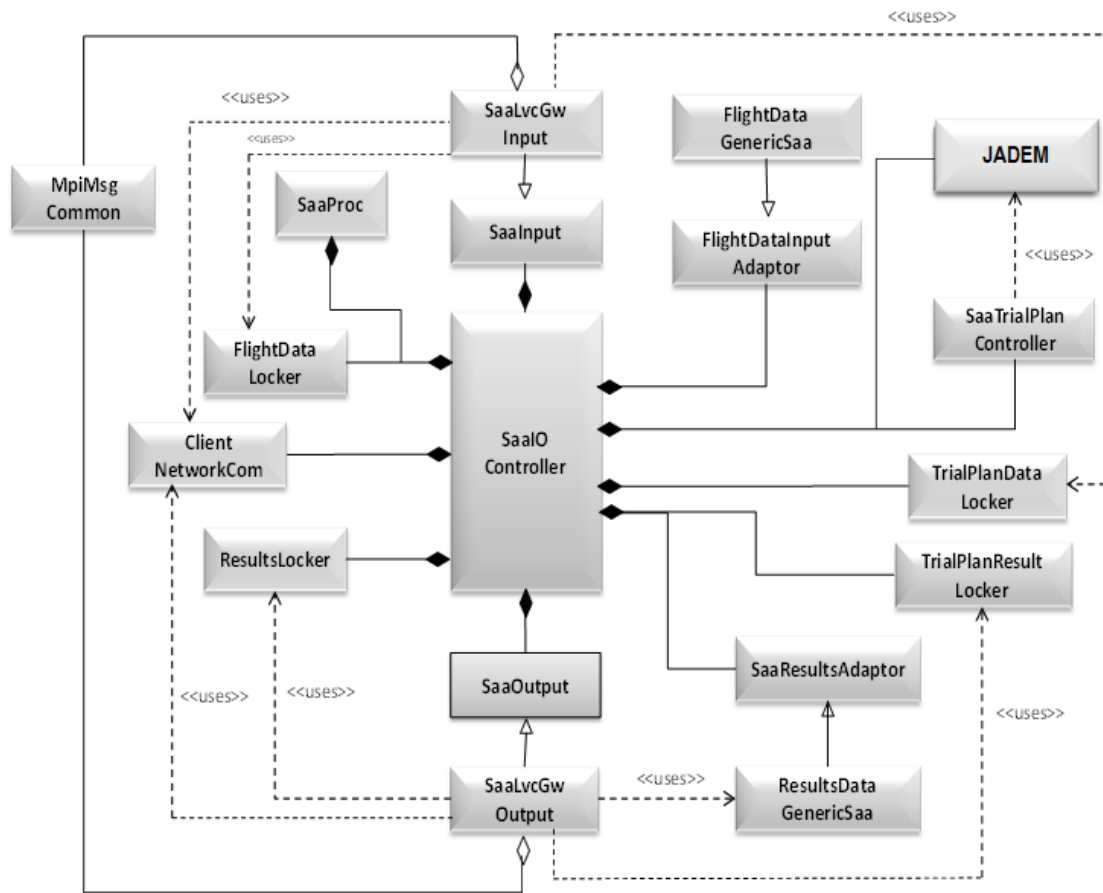 <<uses>>
<<uses>>
SaaLvcGw
Input
FlightData
GenericSaa
<<uses>>
JADEM
MpiMsg
Common
SaaProc
SaaInput
FlightDataInput
Adaptor
<<uses>>
SaaTrialPlan
Controller
FlightData
Locker
Client
NetworkCom
SaaIO
Controller
TrialPlanData
Locker
ResultsLocker
TrialPlanResult
Locker
SaaOutput
SaaResultsAdaptor
<<uses>>
<<uses>>
<<uses>>
<<uses>>
SaaLvcGw
Output
ResultsData
GenericSaa